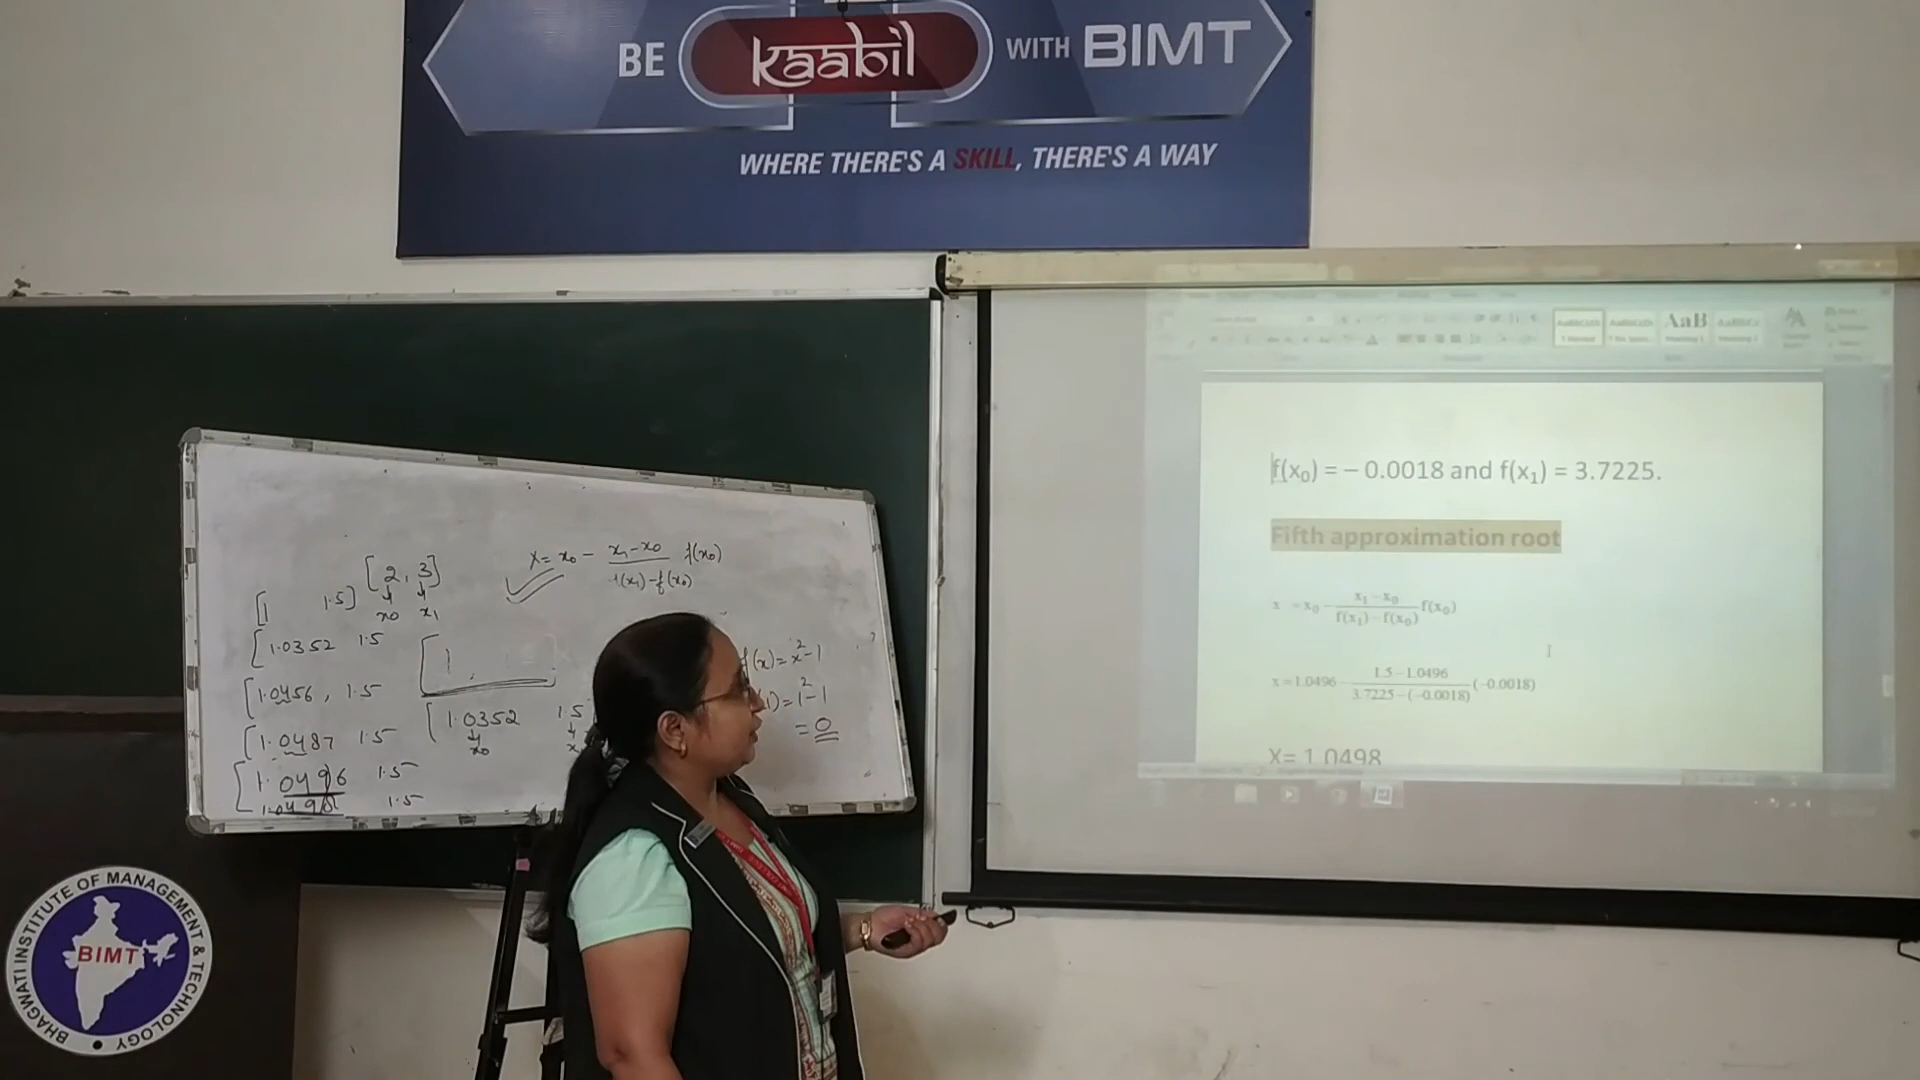 BE kaabil WITH BIMT
WHERE THERE'S A SKILL, THERE'S A WAY
[2, 3]
x0 x1
x = x0 - x1-x0 / f(x1)-f(x0) f(x0)
[1 1.5]
[1.0352 1.5
[1.0456, 1.5
[1.0487 1.5
[1.0496 1.5
1.5
[1
[1.0352 1.5
x0
f(x)=x²-1
1)=1²-1
=0
f(x₀) = – 0.0018 and f(x₁) = 3.7225.
Fifth approximation root
x = x₀ - x₁ - x₀ / f(x₁) - f(x₀) f(x₀)
x = 1.0496 - 1.5 - 1.0496 / 3.7225 - (-0.0018) (-0.0018)
X= 1.0498
BHAGWATI INSTITUTE OF MANAGEMENT & TECHNOLOGY
BIMT